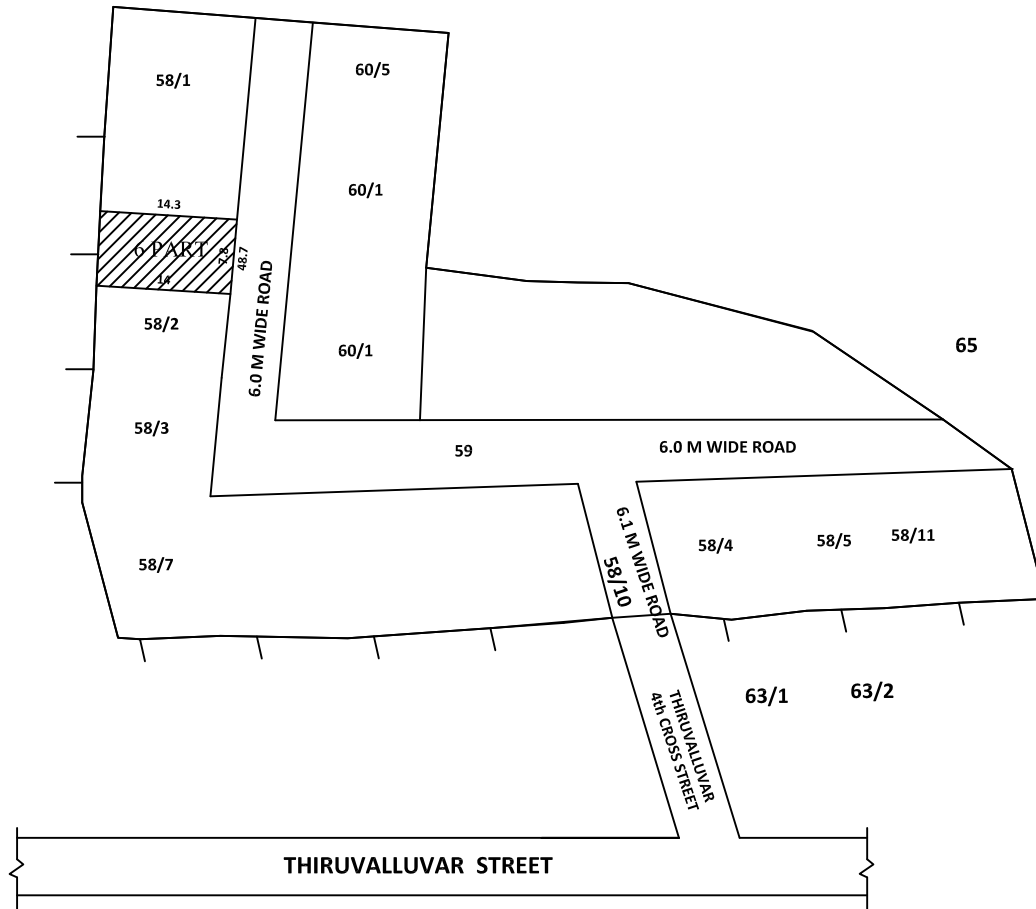 58/1
60/5
60/1
14.3
6 PART
7.8
48.7
14
6.0 M WIDE ROAD
58/2
60/1
65
58/3
59
6.0 M WIDE ROAD
6.1 M WIDE ROAD
58/10
58/4
58/5
58/11
58/7
63/1
63/2
THIRUVALLUVAR
4th CROSS STREET
THIRUVALLUVAR STREET